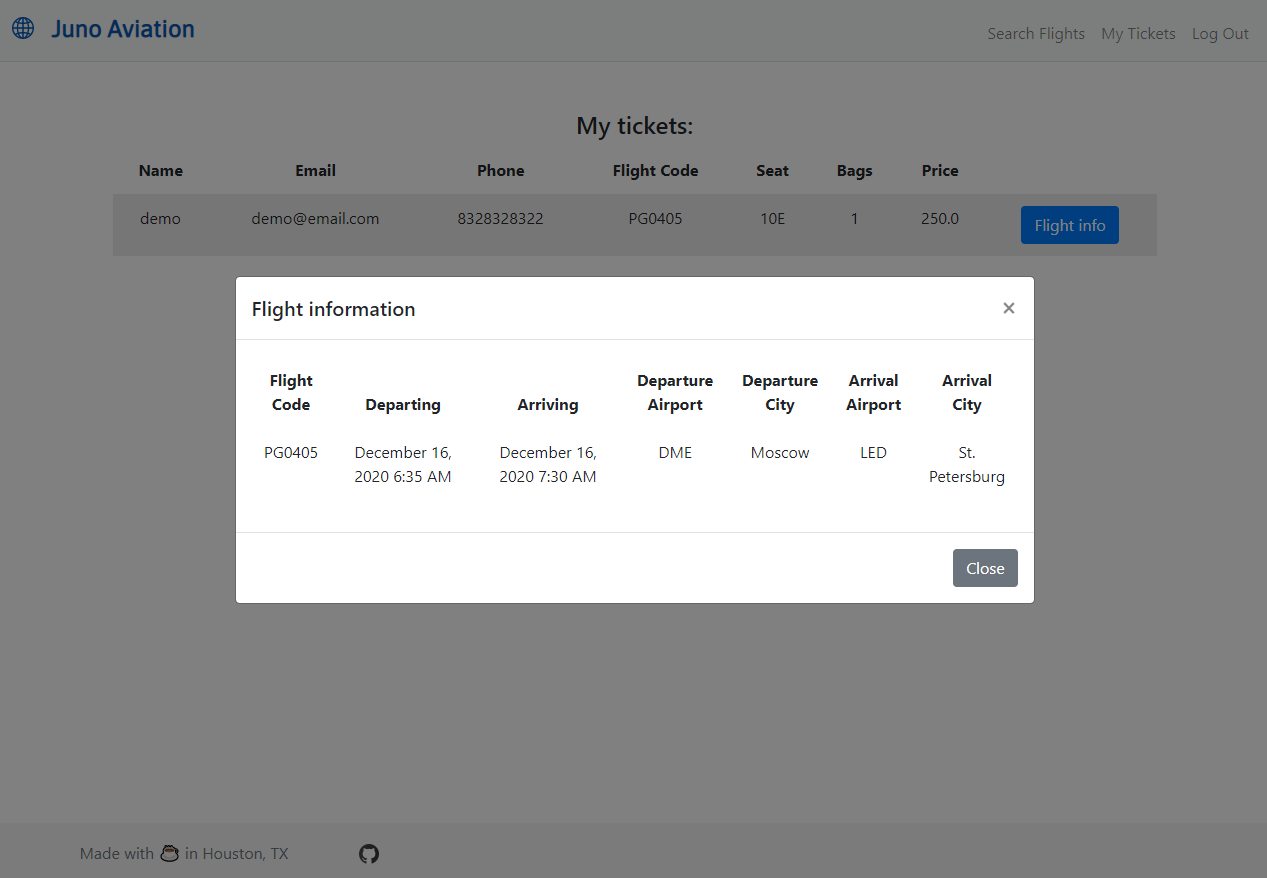 Juno Aviation
Search Flights My Tickets Log Out
My tickets:
Name Email Phone Flight Code Seat Bags Price
demo demo@email.com 8328328322 PG0405 10E 1 250.0 Flight info
Flight information ×
Flight Departure Departure Arrival Arrival
Code Departing Arriving Airport City Airport City
PG0405 December 16, December 16, DME Moscow LED St.
2020 6:35 AM 2020 7:30 AM Petersburg
Close
Made with in Houston, TX